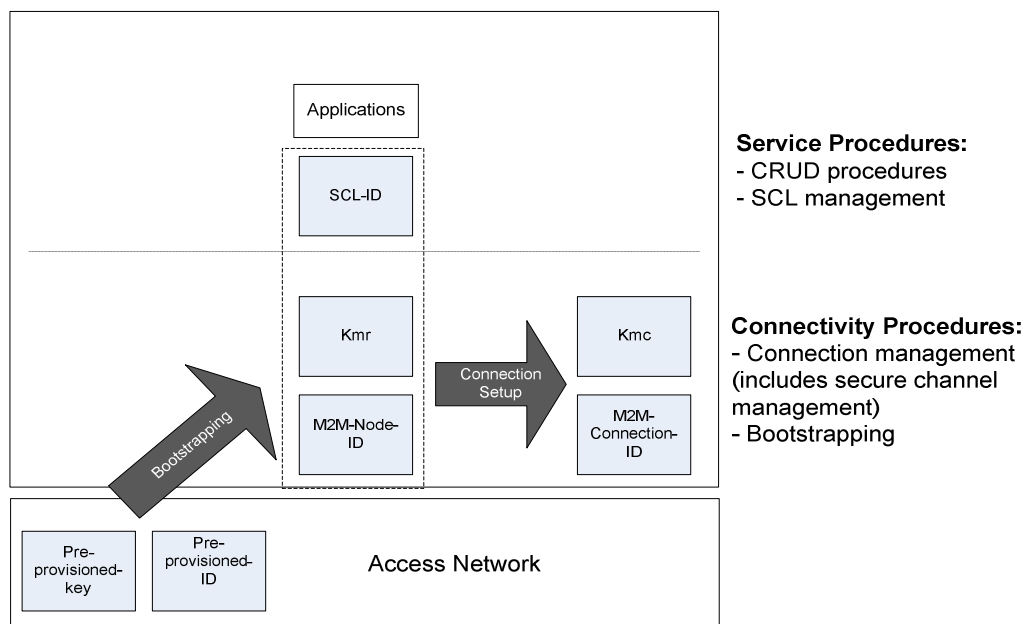 Applications
SCL-ID
Service Procedures:
- CRUD procedures
- SCL management
Kmr
Kmc
Connection
Setup
M2M-Node-
ID
M2M-
Connection-
ID
Connectivity Procedures:
- Connection management
(includes secure channel
management)
- Bootstrapping
Bootstrapping
Pre-
provisioned-
key
Pre-
provisioned-
ID
Access Network